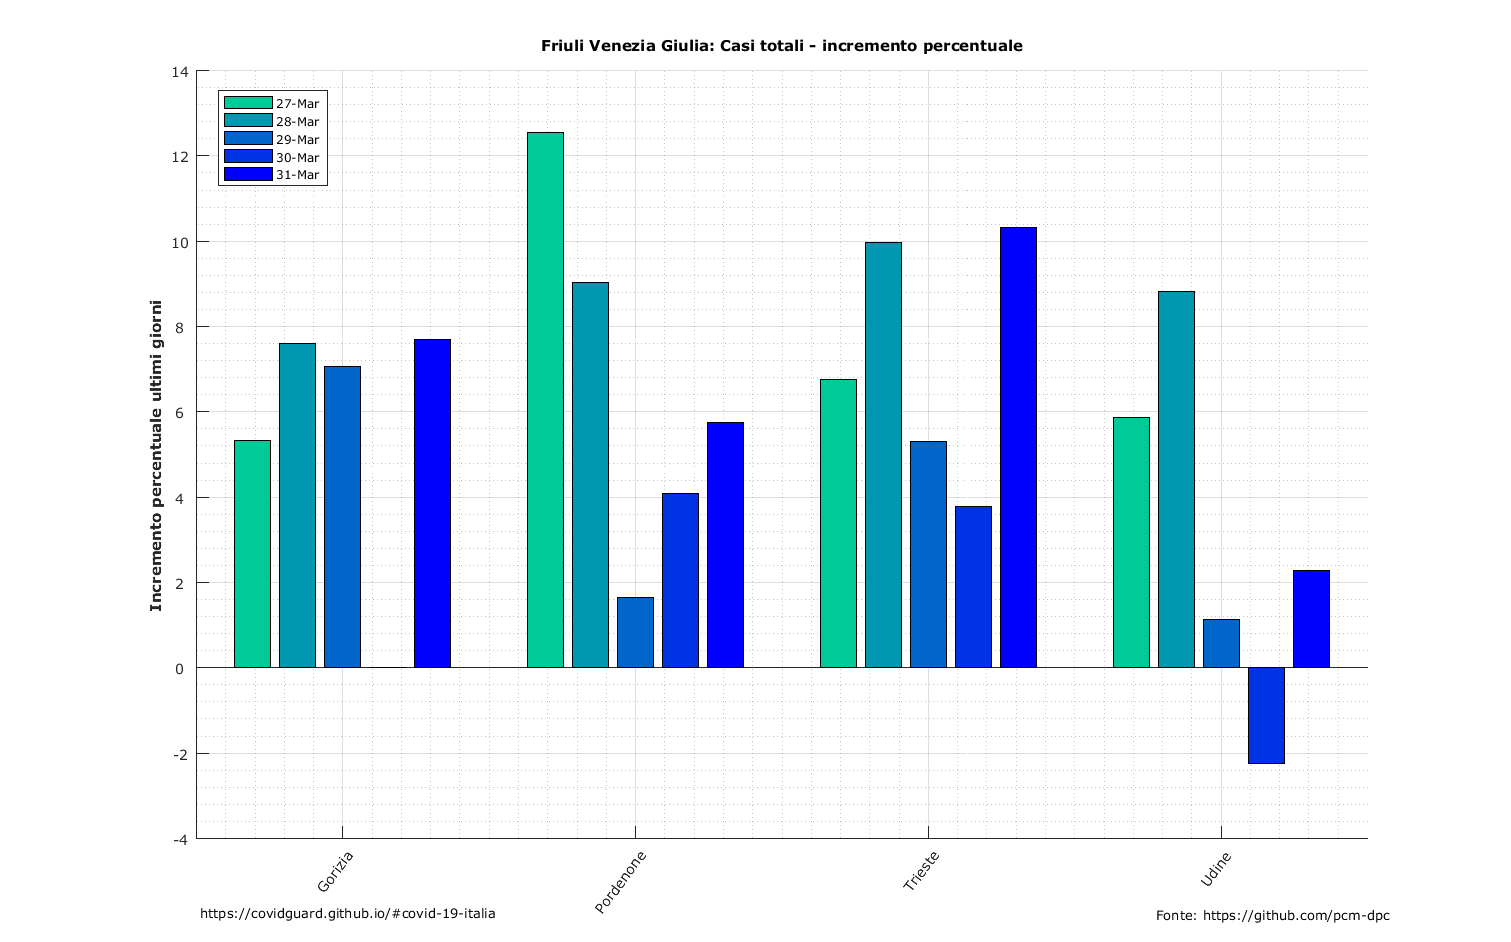 Friuli Venezia Giulia: Casi totali - incremento percentuale
14
12
10
8
6
4
2
0
-2
-4
Incremento percentuale ultimi giorni
27-Mar
28-Mar
29-Mar
30-Mar
31-Mar
Gorizia
Pordenone
Trieste
Udine
https://covidguard.github.io/#covid-19-italia
Fonte: https://github.com/pcm-dpc